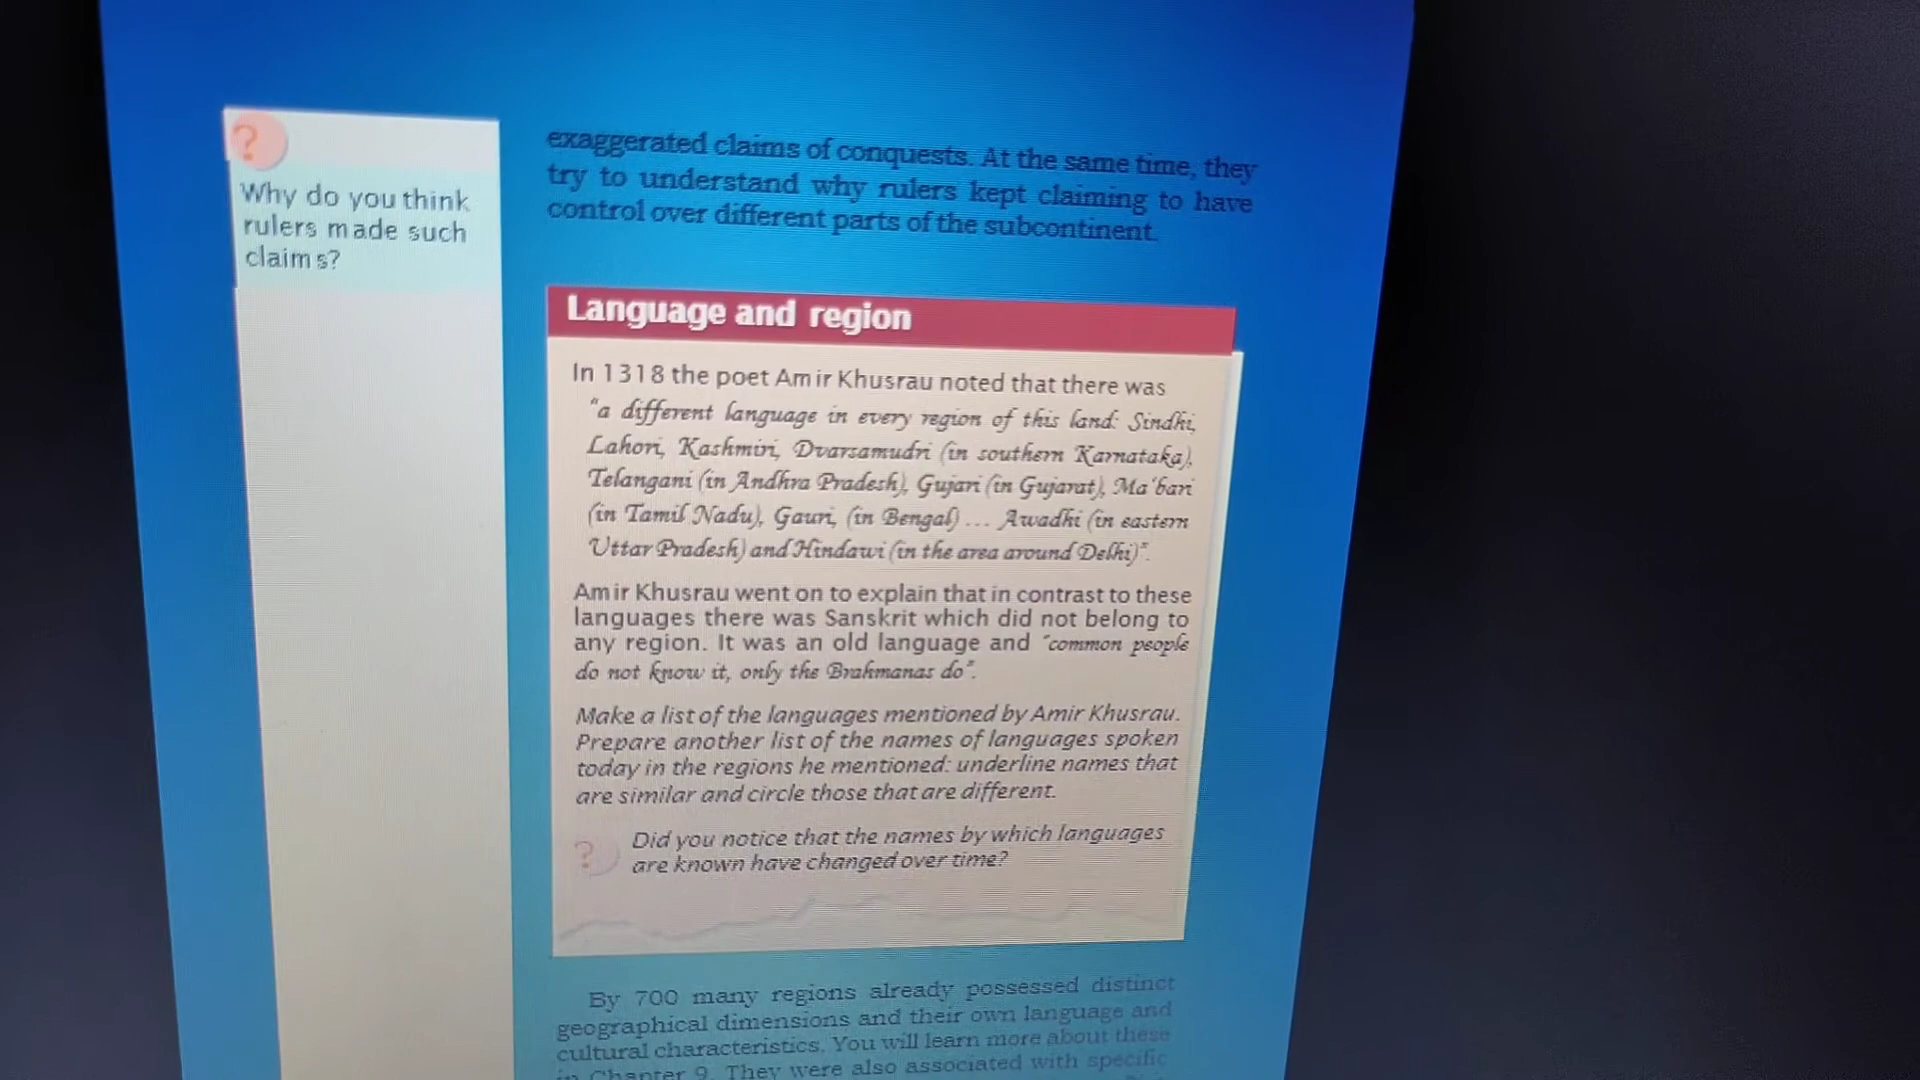 ?
Why do you think
rulers made such
claims?
exaggerated claims of conquests. At the same time, they
try to understand why rulers kept claiming to have
control over different parts of the subcontinent.
Language and region
In 1318 the poet Amir Khusrau noted that there was
"a different language in every region of this land: Sindhi,
Lahori, Kashmiri, Dvarsamudri (in southern Karnataka),
Telangani (in Andhra Pradesh), Gujari (in Gujarat), Ma'bari
(in Tamil Nadu), Gauri, (in Bengal) ... Awadhi (in eastern
Uttar Pradesh) and Hindawi (in the area around Delhi)".
Amir Khusrau went on to explain that in contrast to these
languages there was Sanskrit which did not belong to
any region. It was an old language and "common people
do not know it, only the Brahmanas do".
Make a list of the languages mentioned by Amir Khusrau.
Prepare another list of the names of languages spoken
today in the regions he mentioned: underline names that
are similar and circle those that are different.
?
Did you notice that the names by which languages
are known have changed over time?
By 700 many regions already possessed distinct
geographical dimensions and their own language and
cultural characteristics. You will learn more about these
in Chapter 9. They were also associated with specific